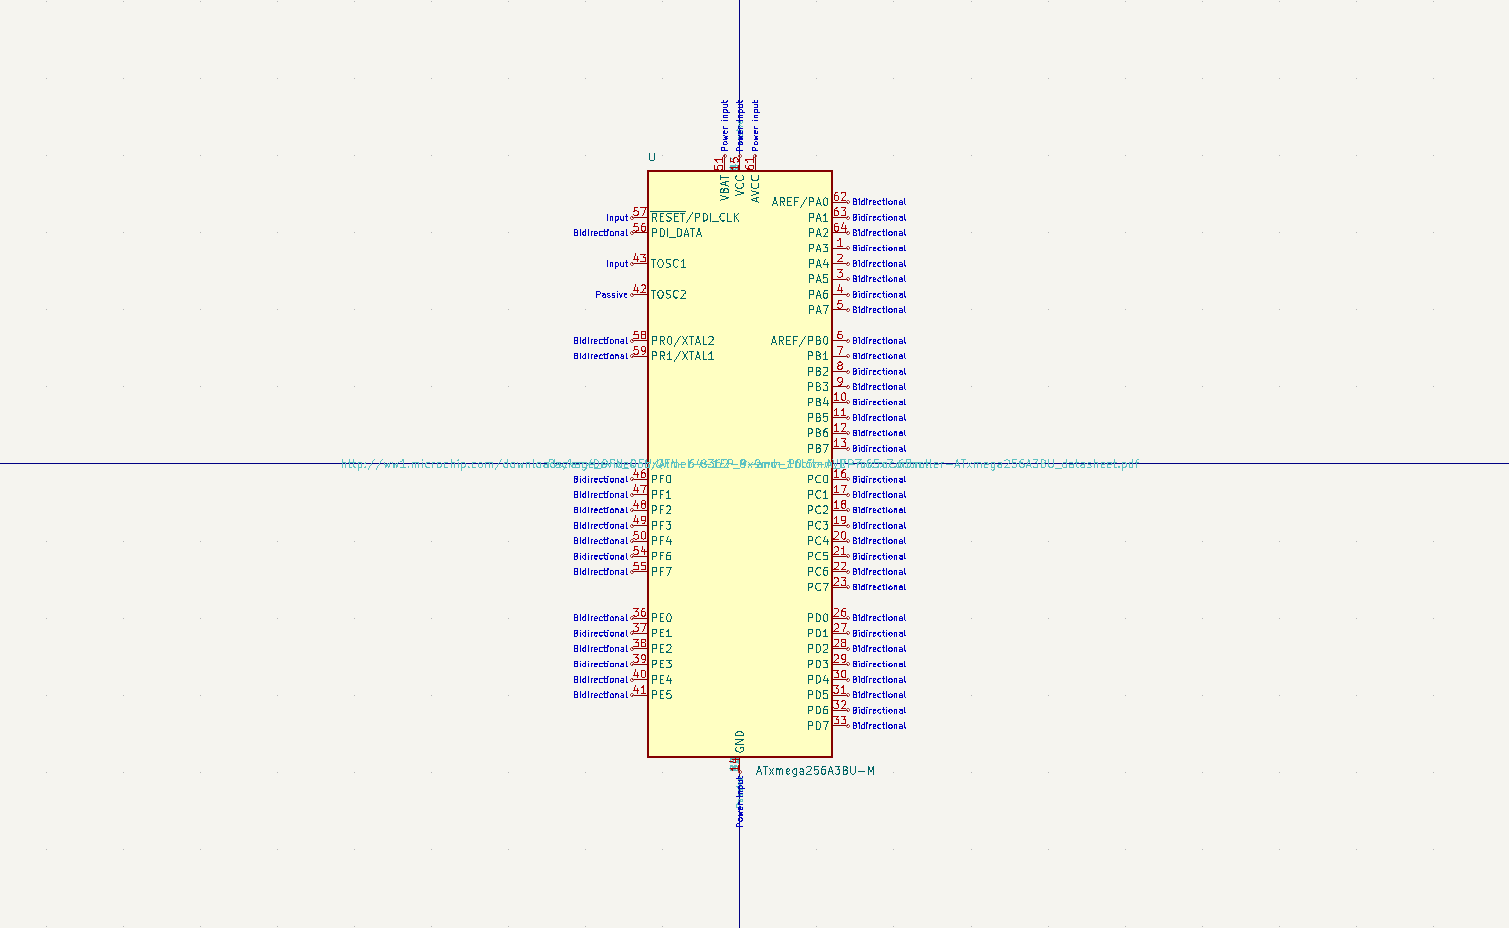 Power input Power input Power input
U
51 15 61
VBAT VCC AVCC
AREF/PA0 62 Bidirectional
Input 57 RESET/PDI_CLK PA1 63 Bidirectional
Bidirectional 56 PDI_DATA PA2 64 Bidirectional
PA3 1 Bidirectional
Input 43 TOSC1 PA4 2 Bidirectional
PA5 3 Bidirectional
Passive 42 TOSC2 PA6 4 Bidirectional
PA7 5 Bidirectional
Bidirectional 58 PR0/XTAL2 AREF/PB0 6 Bidirectional
Bidirectional 59 PR1/XTAL1 PB1 7 Bidirectional
PB2 8 Bidirectional
PB3 9 Bidirectional
PB4 10 Bidirectional
PB5 11 Bidirectional
PB6 12 Bidirectional
PB7 13 Bidirectional
Bidirectional 46 PF0 PC0 16 Bidirectional
Bidirectional 47 PF1 PC1 17 Bidirectional
Bidirectional 48 PF2 PC2 18 Bidirectional
Bidirectional 49 PF3 PC3 19 Bidirectional
Bidirectional 50 PF4 PC4 20 Bidirectional
Bidirectional 54 PF6 PC5 21 Bidirectional
Bidirectional 55 PF7 PC6 22 Bidirectional
PC7 23 Bidirectional
Bidirectional 36 PE0 PD0 26 Bidirectional
Bidirectional 37 PE1 PD1 27 Bidirectional
Bidirectional 38 PE2 PD2 28 Bidirectional
Bidirectional 39 PE3 PD3 29 Bidirectional
Bidirectional 40 PE4 PD4 30 Bidirectional
Bidirectional 41 PE5 PD5 31 Bidirectional
PD6 32 Bidirectional
PD7 33 Bidirectional
GND
14 ATxmega256A3BU-M
Power input